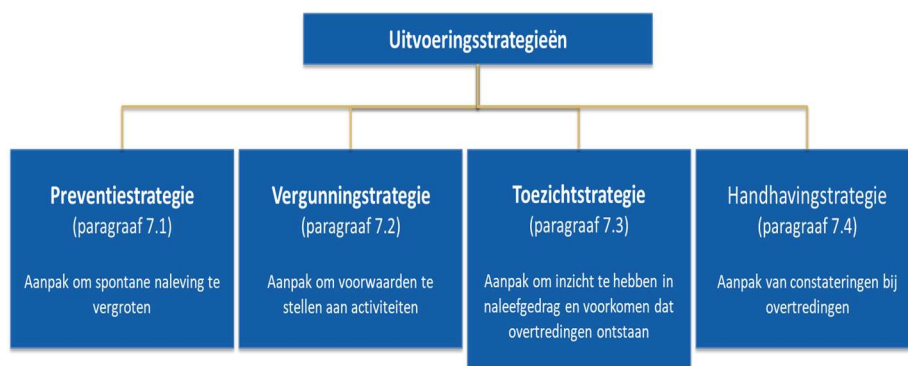 Uitvoeringsstrategieën
Preventiestrategie
(paragraaf 7.1)
Aanpak om spontane naleving te
vergroten
Vergunningstrategie
(paragraaf 7.2)
Aanpak om voorwaarden te
stellen aan activiteiten
Toezichtstrategie
(paragraaf 7.3)
Aanpak om inzicht te hebben in
naleefgedrag en voorkomen dat
overtredingen ontstaan
Handhavingstrategie
(paragraaf 7.4)
Aanpak van constateringen bij
overtredingen